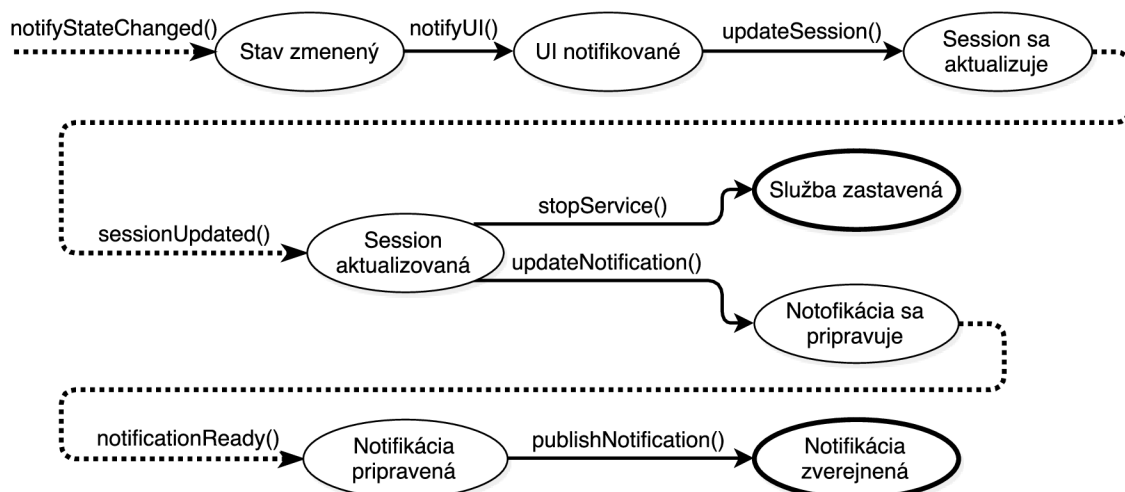 notifyStateChanged()
Stav zmenený
notifyUI()
UI notifikované
updateSession()
Session sa
aktualizuje
sessionUpdated()
Session
aktualizovaná
stopService()
Služba zastavená
updateNotification()
Notofikácia sa
pripravuje
notificationReady()
Notifikácia
pripravená
publishNotification()
Notifikácia
zverejnená